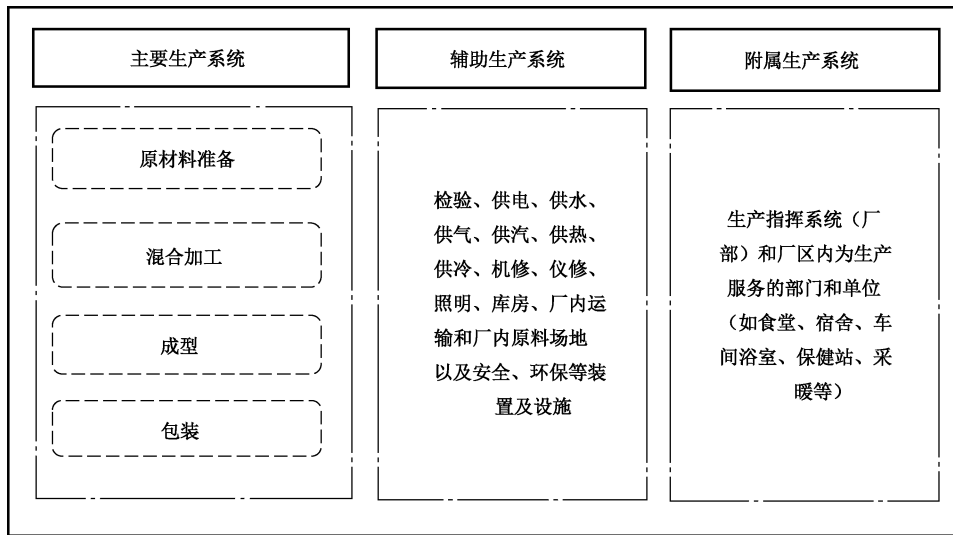 主要生产系统
原材料准备
混合加工
成型
包装
辅助生产系统
检验、供电、供水、
供气、供汽、供热、
供冷、机修、仪修、
照明、库房、厂内运
输和厂内原料场地
以及安全、环保等装
置及设施
附属生产系统
生产指挥系统（厂
部）和厂区内为生产
服务的部门和单位
（如食堂、宿舍、车
间浴室、保健站、采
暖等）